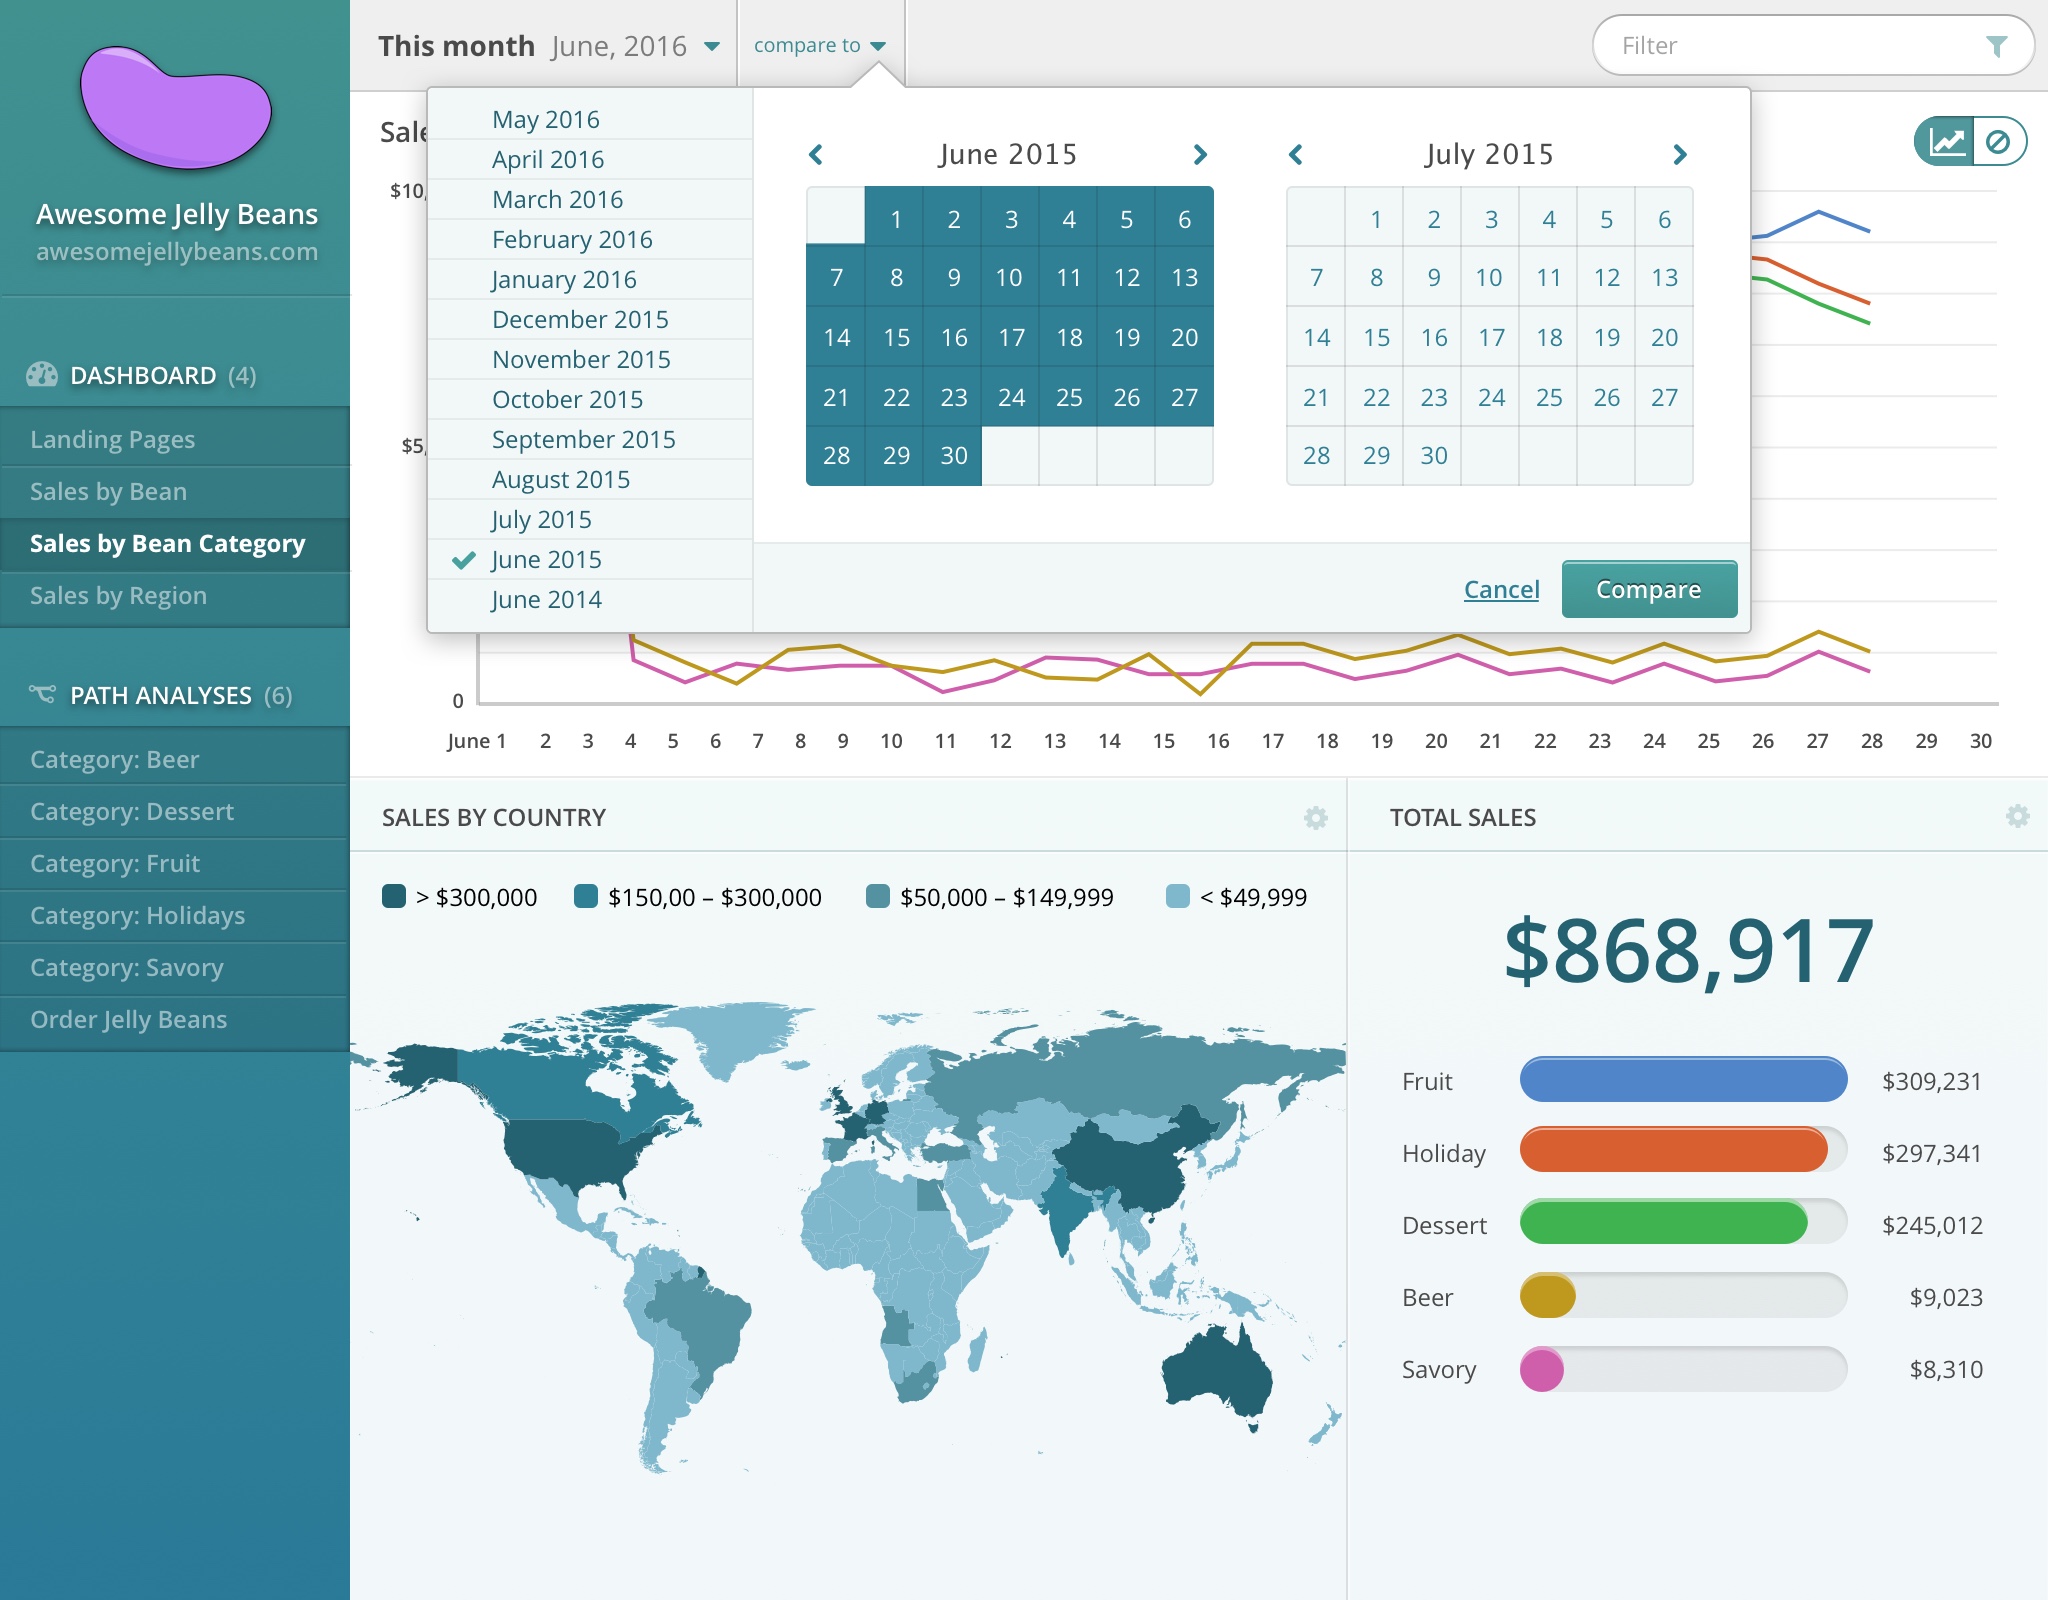 Awesome Jelly Beans
awesomejellybeans.com
DASHBOARD (4)
Landing Pages
Sales by Bean
Sales by Bean Category
Sales by Region
PATH ANALYSES (6)
Category: Beer
Category: Dessert
Category: Fruit
Category: Holidays
Category: Savory
Order Jelly Beans
This month June, 2016
compare to
Filter
Sale
$10,
$5,
0
May 2016
April 2016
March 2016
February 2016
January 2016
December 2015
November 2015
October 2015
September 2015
August 2015
July 2015
June 2015
June 2014
June 2015
1 2 3 4 5 6
7 8 9 10 11 12 13
14 15 16 17 18 19 20
21 22 23 24 25 26 27
28 29 30
July 2015
1 2 3 4 5 6
7 8 9 10 11 12 13
14 15 16 17 18 19 20
21 22 23 24 25 26 27
28 29 30
Cancel
Compare
June 1 2 3 4 5 6 7 8 9 10 11 12 13 14 15 16 17 18 19 20 21 22 23 24 25 26 27 28 29 30
SALES BY COUNTRY
> $300,000 $150,00 – $300,000 $50,000 – $149,999 < $49,999
TOTAL SALES
$868,917
Fruit $309,231
Holiday $297,341
Dessert $245,012
Beer $9,023
Savory $8,310